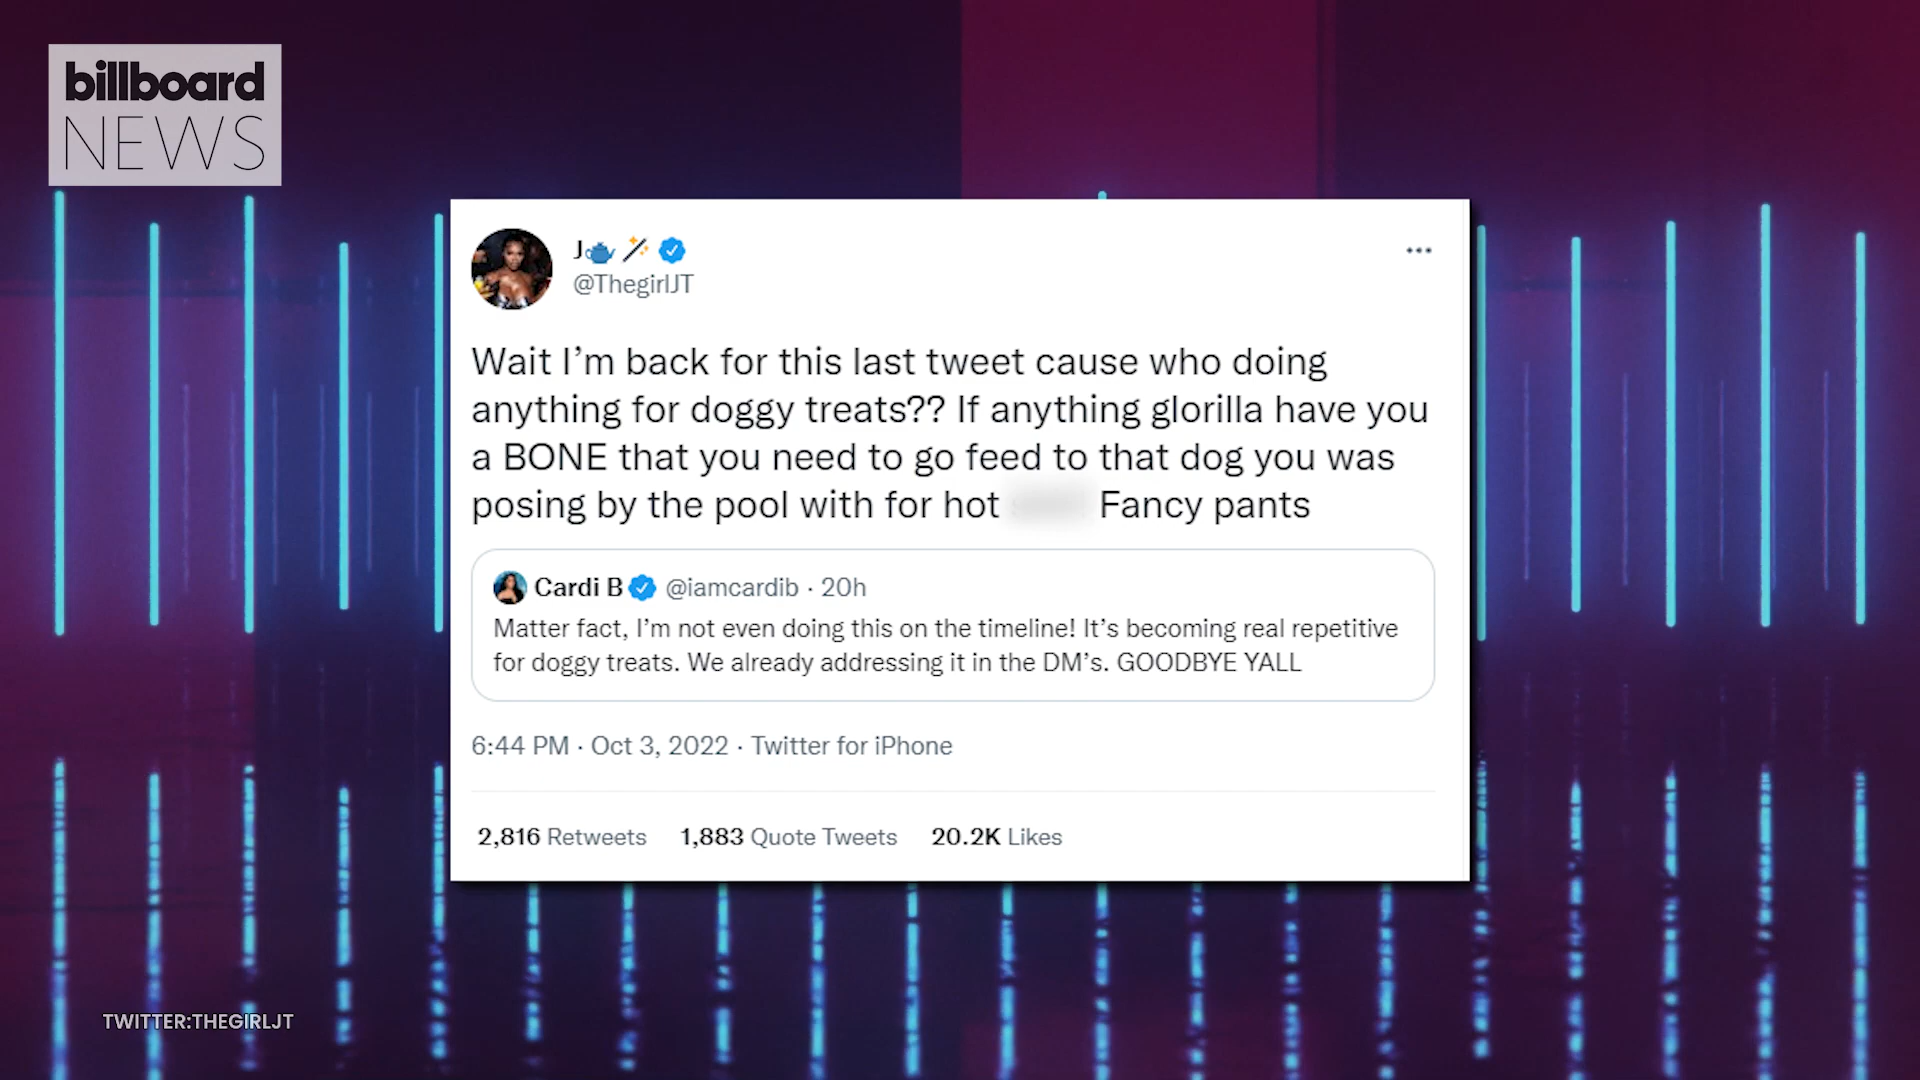 billboard
NEWS
J
@ThegirlJT
Wait I’m back for this last tweet cause who doing
anything for doggy treats?? If anything glorilla have you
a BONE that you need to go feed to that dog you was
posing by the pool with for hot Fancy pants
Cardi B @iamcardib · 20h
Matter fact, I’m not even doing this on the timeline! It’s becoming real repetitive
for doggy treats. We already addressing it in the DM’s. GOODBYE YALL
6:44 PM · Oct 3, 2022 · Twitter for iPhone
2,816 Retweets 1,883 Quote Tweets 20.2K Likes
TWITTER:THEGIRLJT